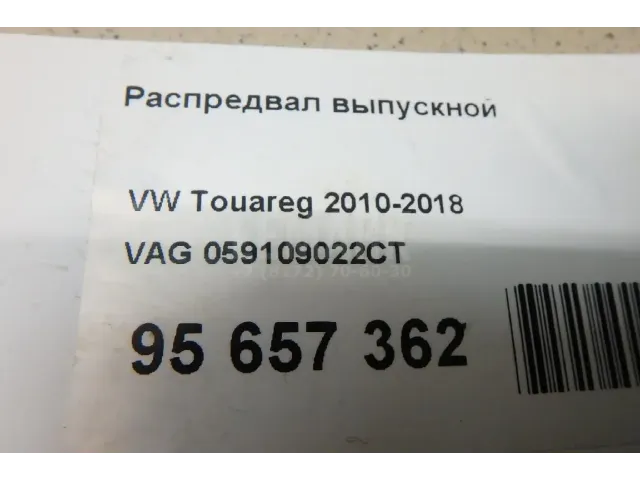 Распредвал выпускной
VW Touareg 2010-2018
VAG 059109022CT
95 657 362